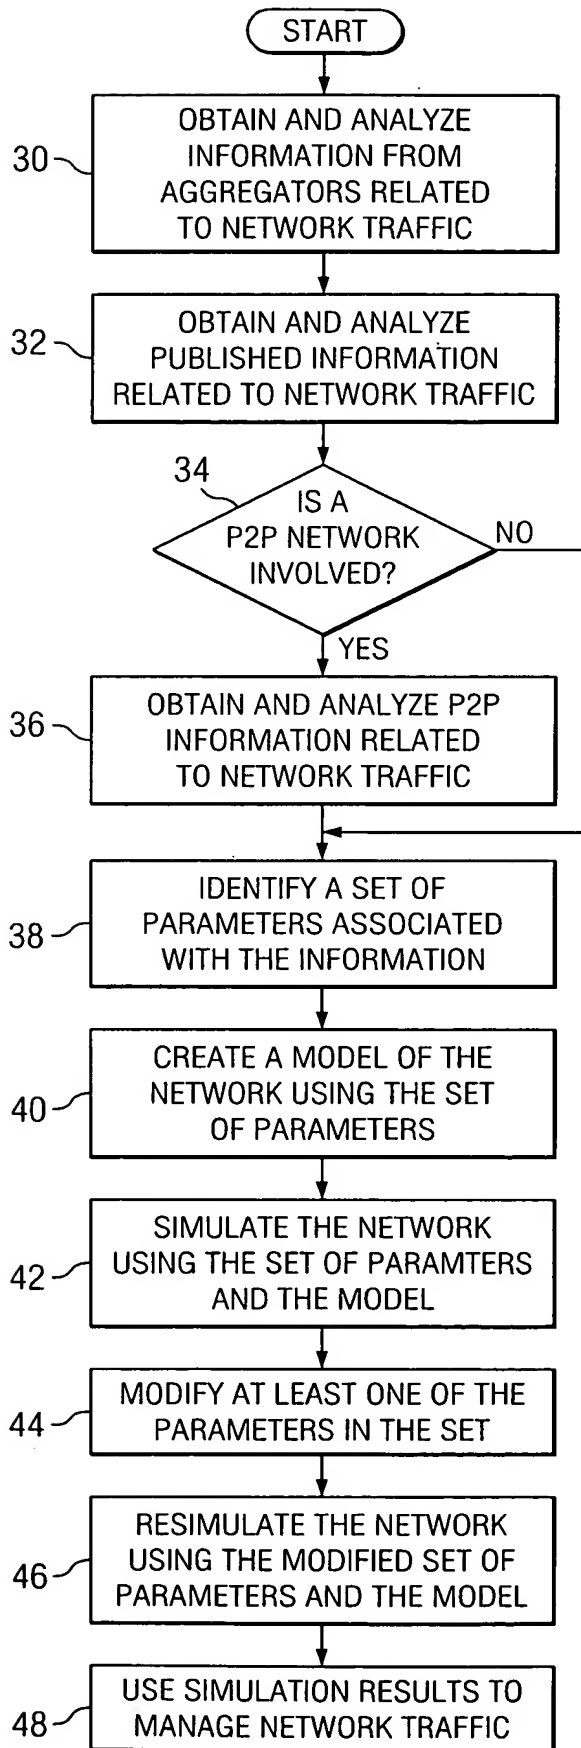 START
30
OBTAIN AND ANALYZE
INFORMATION FROM
AGGREGATORS RELATED
TO NETWORK TRAFFIC
32
OBTAIN AND ANALYZE
PUBLISHED INFORMATION
RELATED TO NETWORK TRAFFIC
34
IS A
P2P NETWORK
INVOLVED?
NO
YES
36
OBTAIN AND ANALYZE P2P
INFORMATION RELATED
TO NETWORK TRAFFIC
38
IDENTIFY A SET OF
PARAMETERS ASSOCIATED
WITH THE INFORMATION
40
CREATE A MODEL OF THE
NETWORK USING THE SET
OF PARAMETERS
42
SIMULATE THE NETWORK
USING THE SET OF PARAMTERS
AND THE MODEL
44
MODIFY AT LEAST ONE OF THE
PARAMETERS IN THE SET
46
RESIMULATE THE NETWORK
USING THE MODIFIED SET OF
PARAMETERS AND THE MODEL
48
USE SIMULATION RESULTS TO
MANAGE NETWORK TRAFFIC